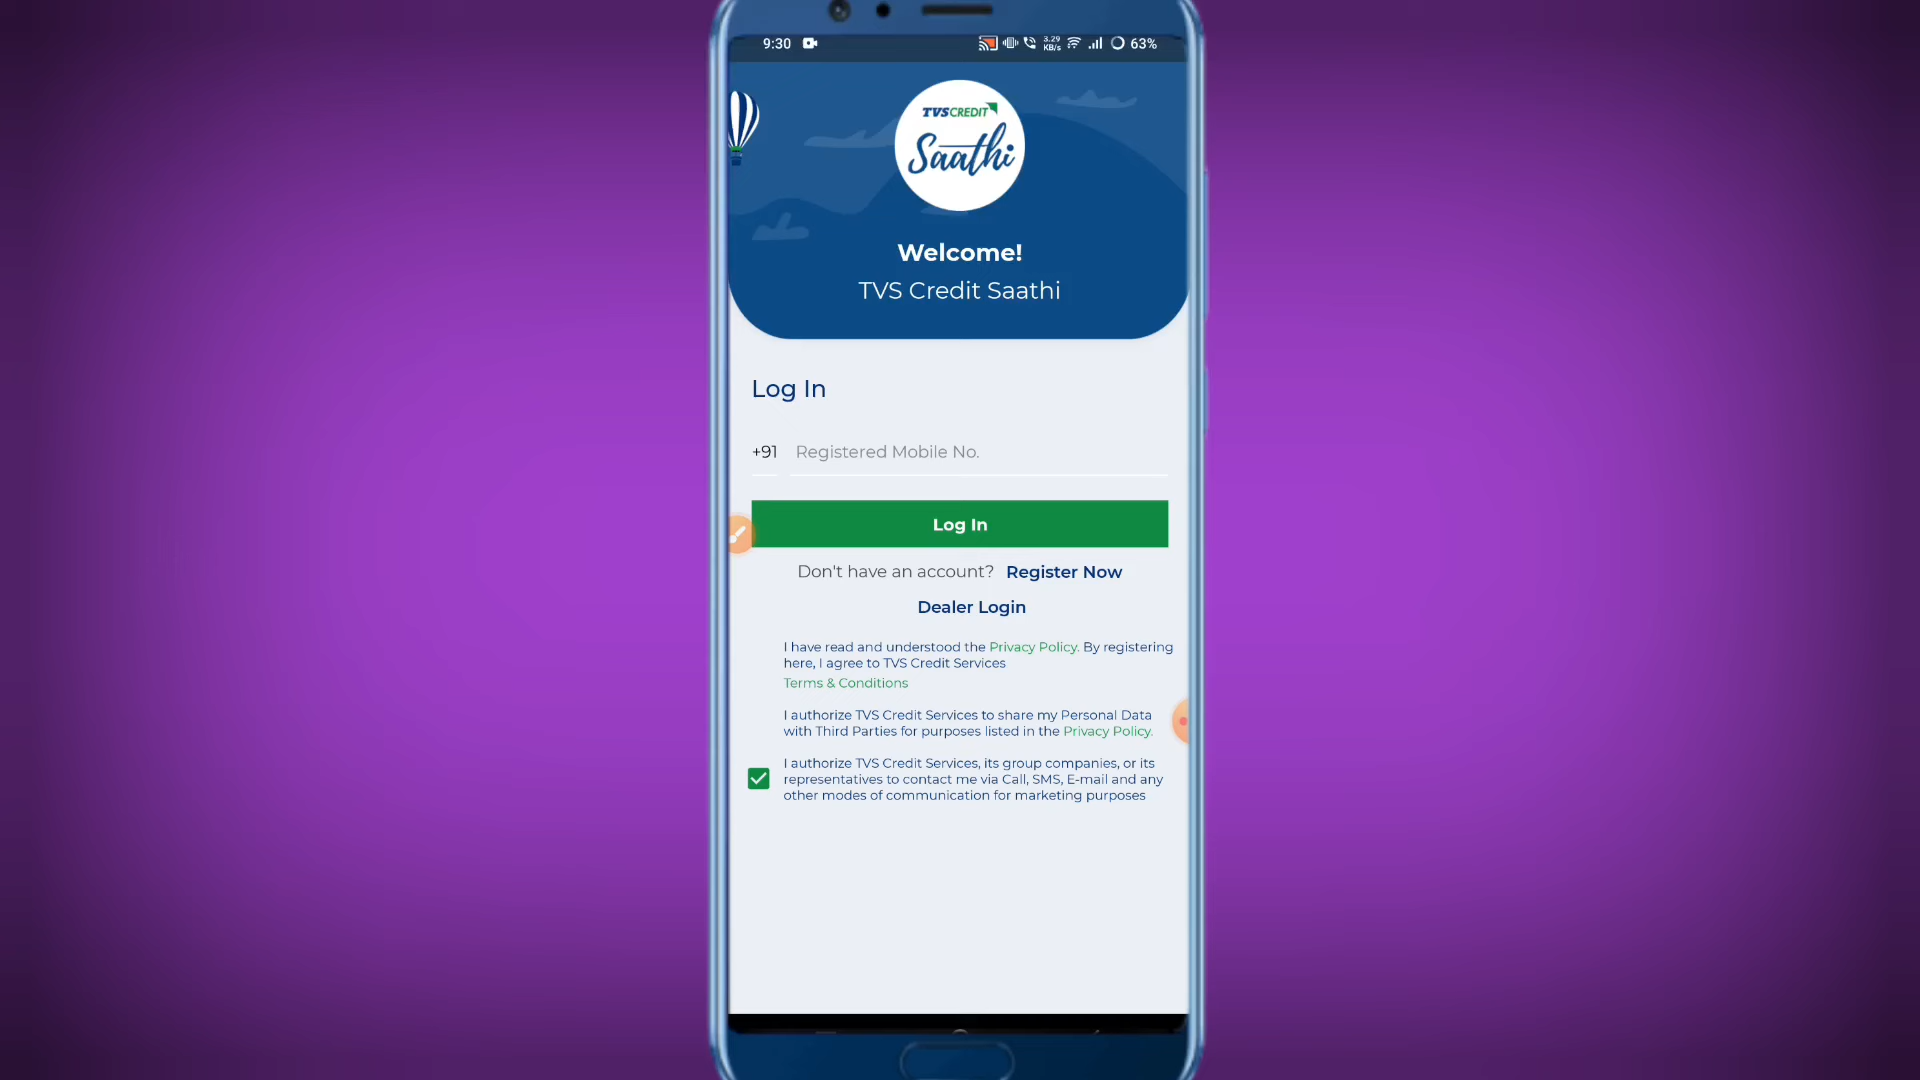 9:30
3.29
KB/s
63%
TVS CREDIT
Saathi
Welcome!
TVS Credit Saathi
Log In
+91 Registered Mobile No.
Log In
Don't have an account? Register Now
Dealer Login
I have read and understood the Privacy Policy. By registering
here, I agree to TVS Credit Services
Terms & Conditions
I authorize TVS Credit Services to share my Personal Data
with Third Parties for purposes listed in the Privacy Policy.
I authorize TVS Credit Services, its group companies, or its
representatives to contact me via Call, SMS, E-mail and any
other modes of communication for marketing purposes